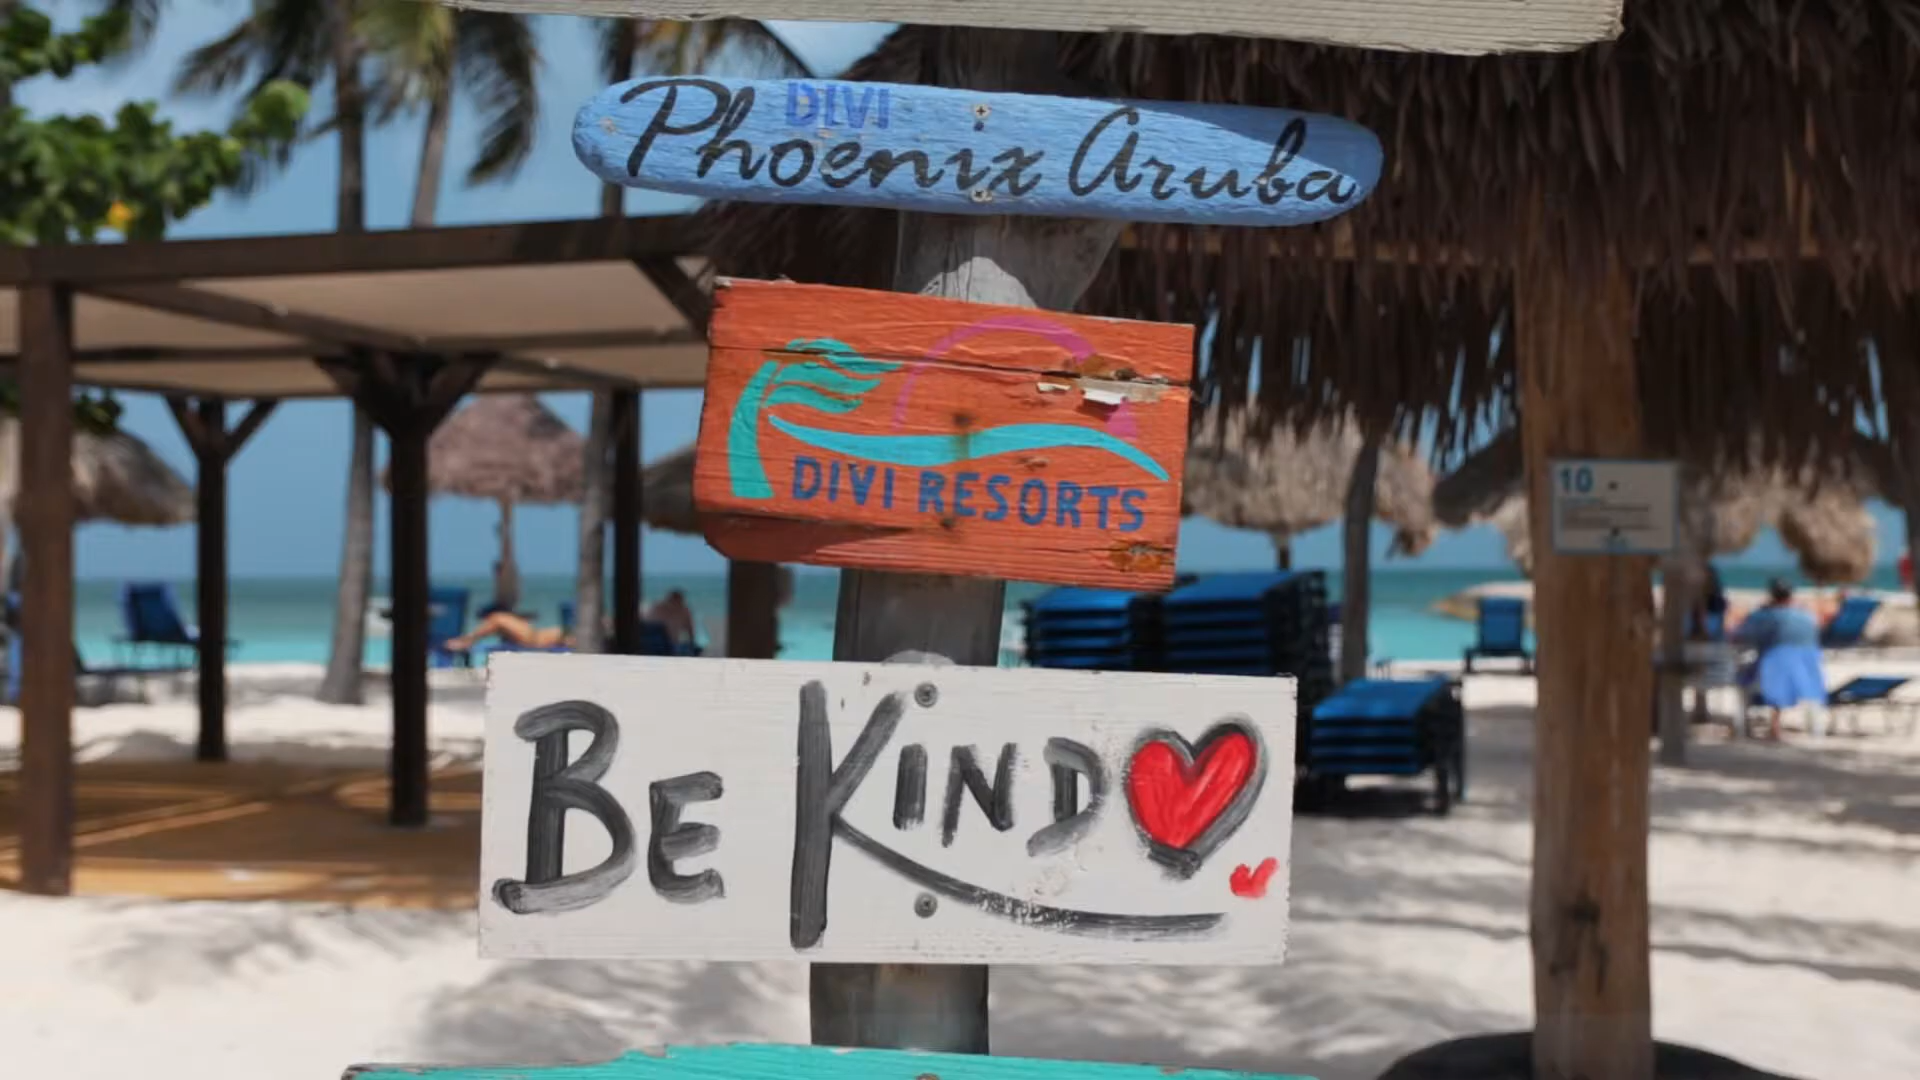 DIVI
Phoenix Aruba
DIVI RESORTS
BE KIND
10